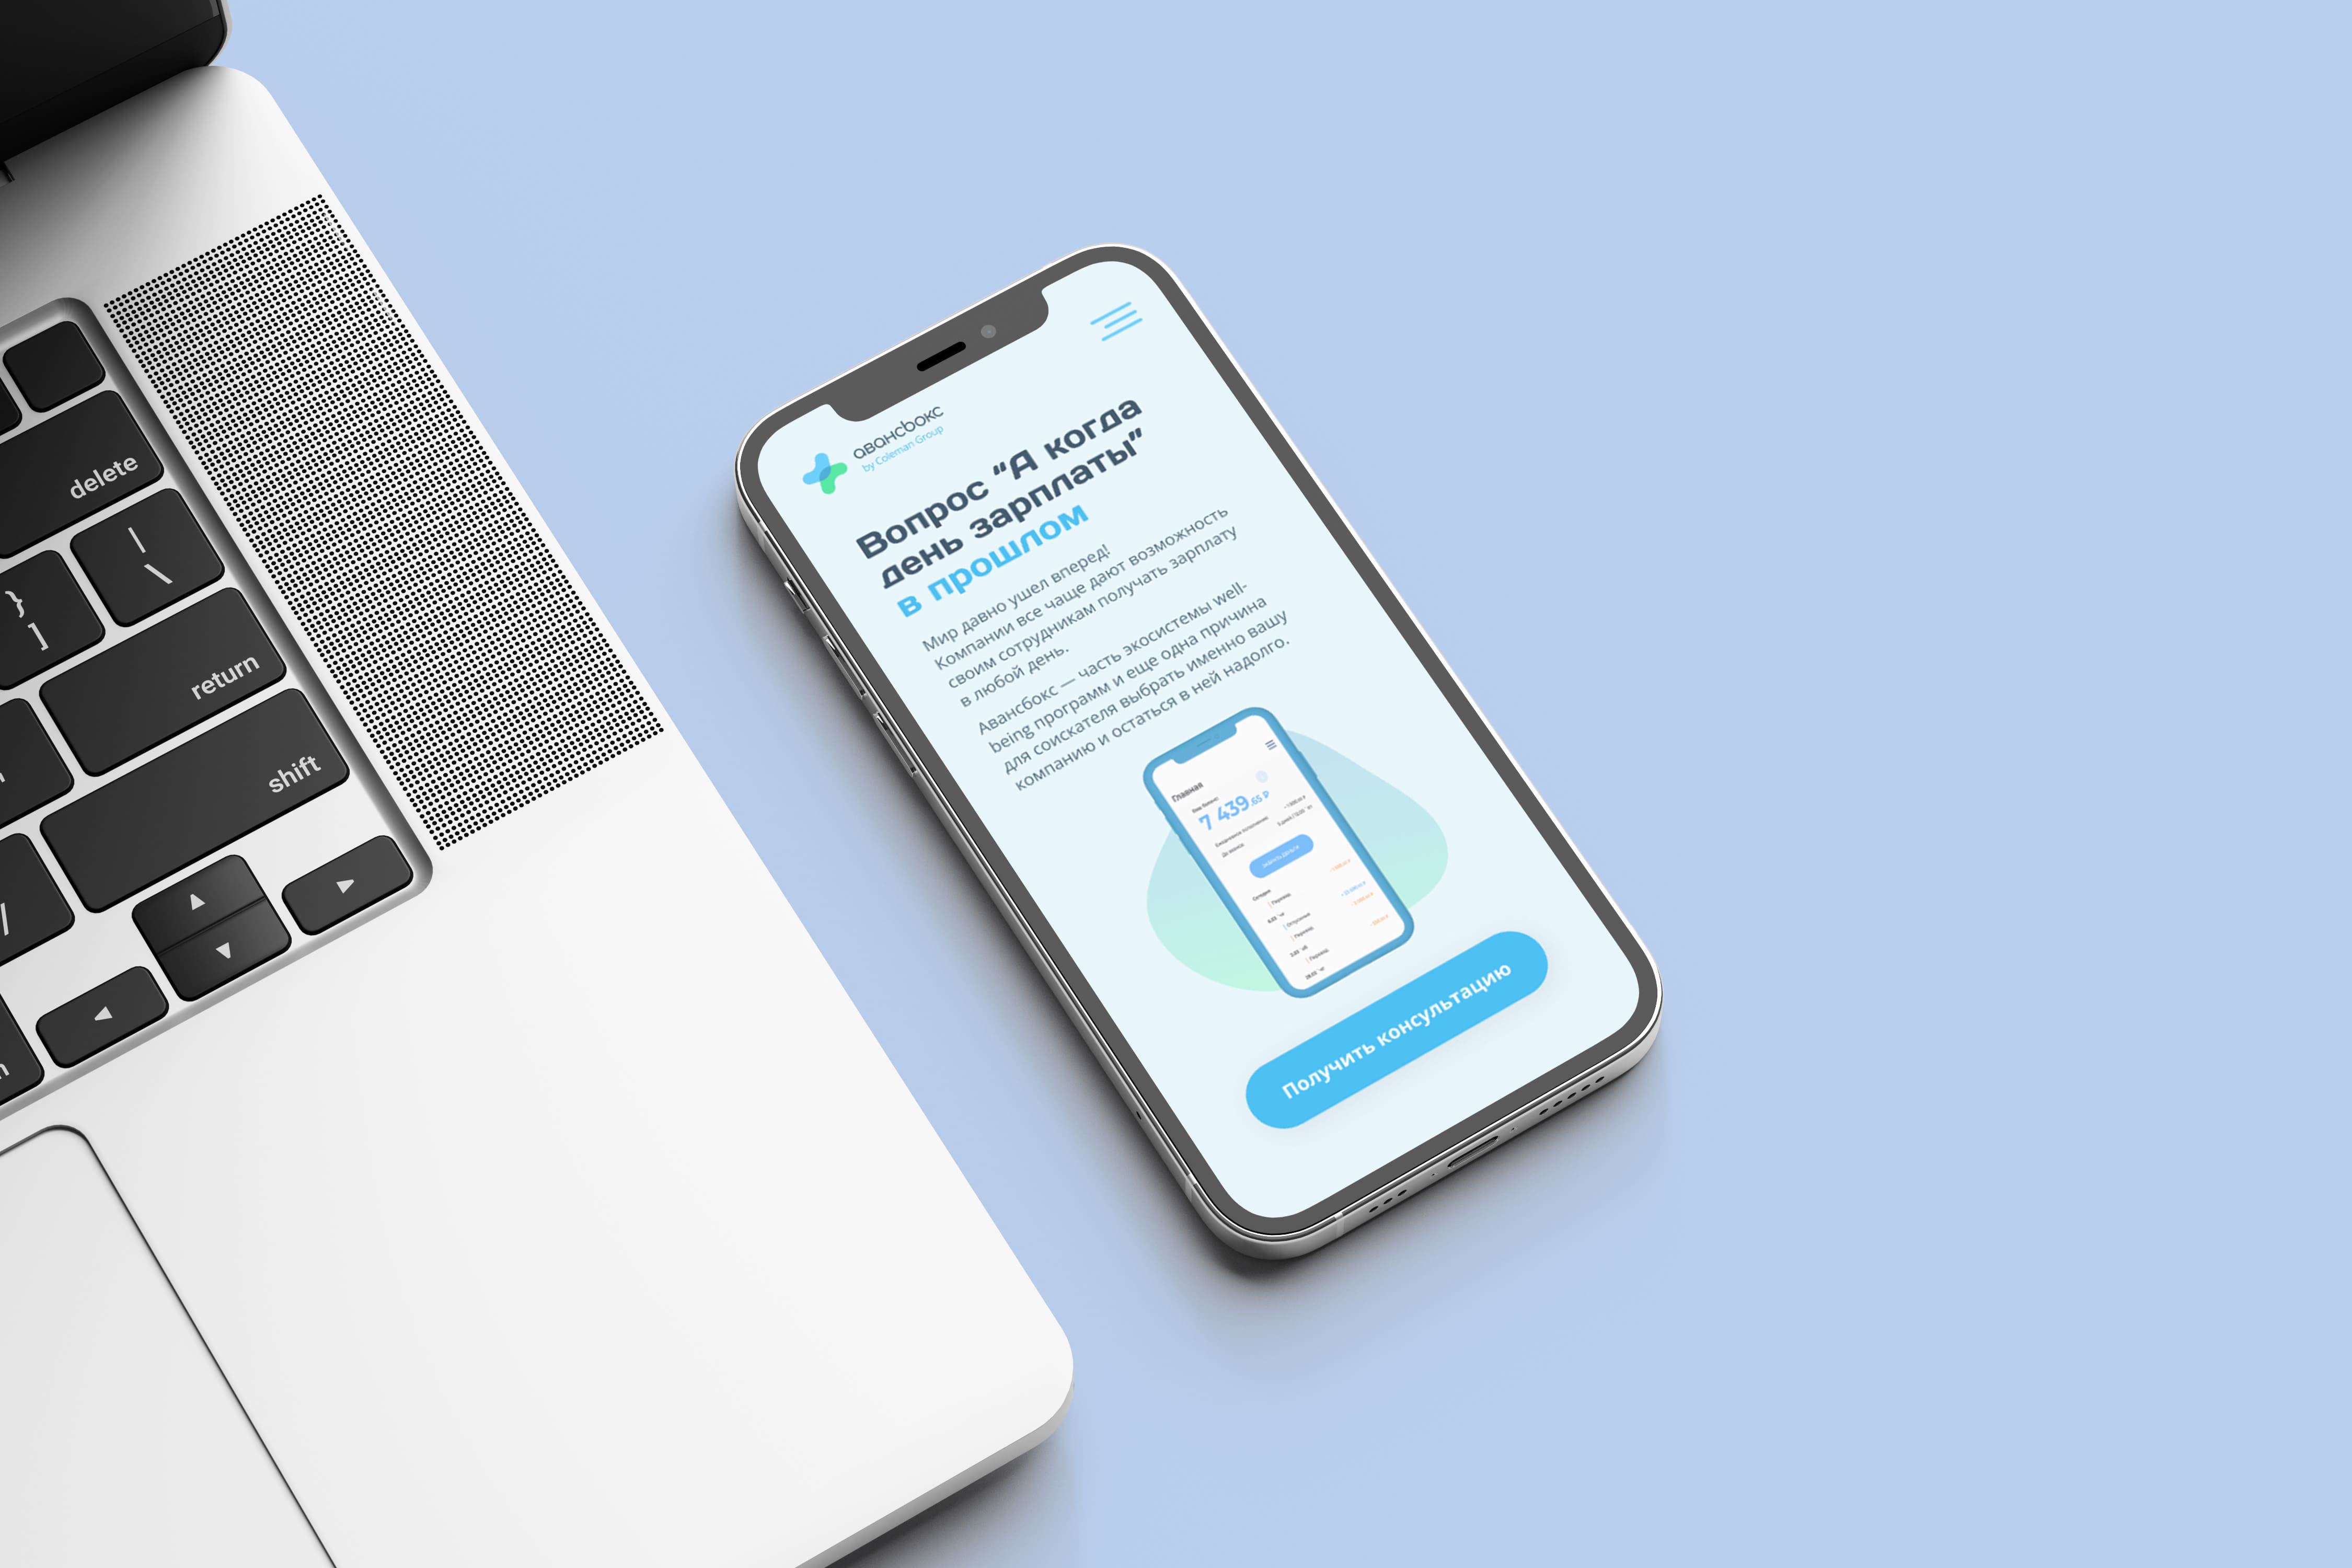 delete
|
\
}
]
return
shift
/
авансбокс
by Coleman Group
Вопрос “А когда
день зарплаты”
в прошлом
Мир давно ушел вперед!
Компании все чаще дают возможность
своим сотрудникам получать зарплату
в любой день.
Авансбокс — часть экосистемы well-
being программ и еще одна причина
для соискателя выбрать именно вашу
компанию и остаться в ней надолго.
Главная
7 439.65 ₽
Получить консультацию